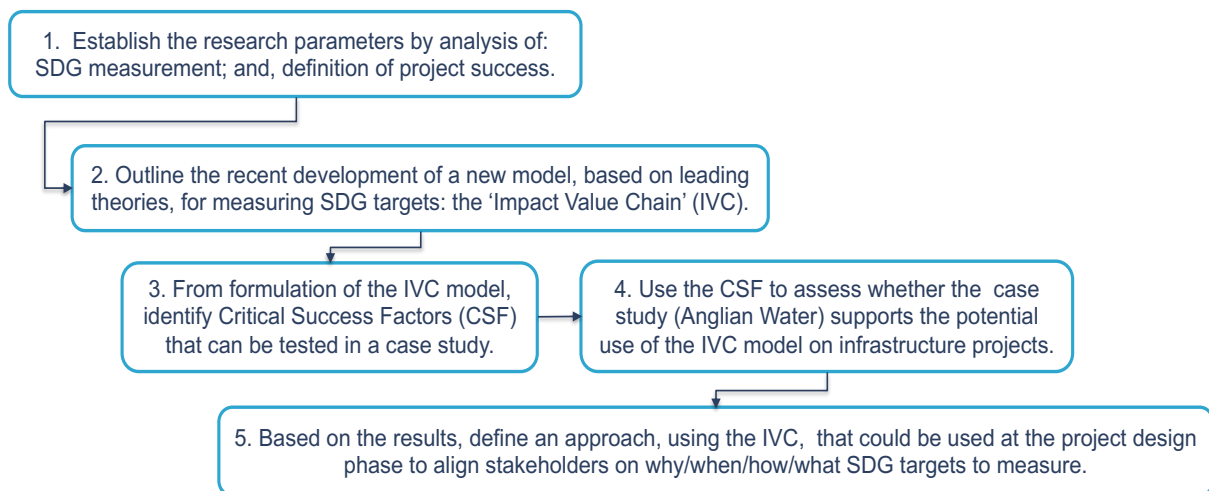 1. Establish the research parameters by analysis of:
SDG measurement; and, definition of project success.
2. Outline the recent development of a new model, based on leading
theories, for measuring SDG targets: the ‘Impact Value Chain’ (IVC).
3. From formulation of the IVC model,
identify Critical Success Factors (CSF)
that can be tested in a case study.
4. Use the CSF to assess whether the case
study (Anglian Water) supports the potential
use of the IVC model on infrastructure projects.
5. Based on the results, define an approach, using the IVC, that could be used at the project design
phase to align stakeholders on why/when/how/what SDG targets to measure.